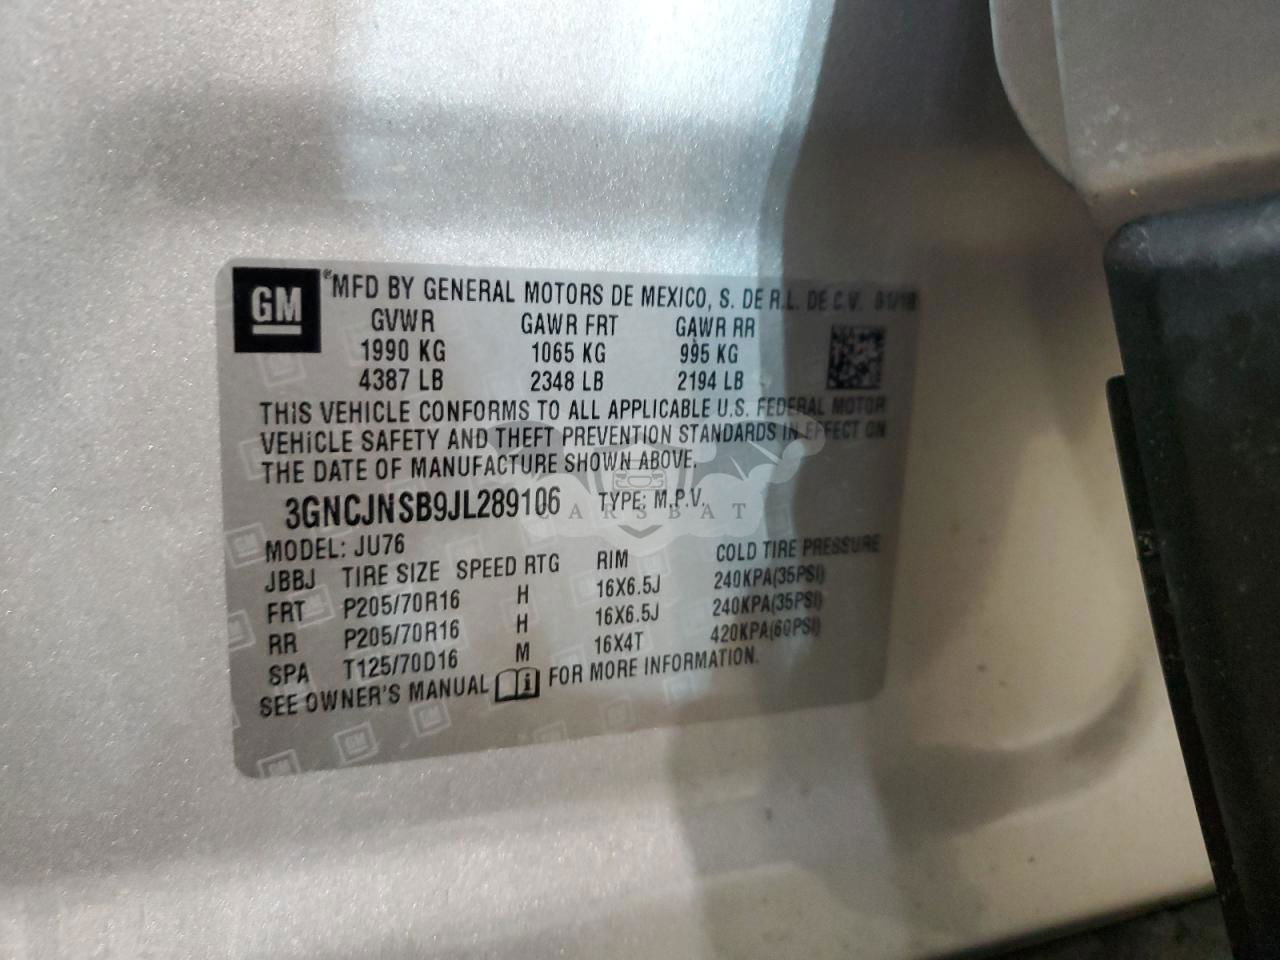 GM ®MFD BY GENERAL MOTORS DE MEXICO, S. DE R.L. DE C.V. 01/18
GVWR GAWR FRT GAWR RR
1990 KG 1065 KG 995 KG
4387 LB 2348 LB 2194 LB
THIS VEHICLE CONFORMS TO ALL APPLICABLE U.S. FEDERAL MOTOR
VEHICLE SAFETY AND THEFT PREVENTION STANDARDS IN EFFECT ON
THE DATE OF MANUFACTURE SHOWN ABOVE.
3GNCJNSB9JL289106 TYPE: M.P.V.
CARSBAT
MODEL: JU76
JBBJ TIRE SIZE SPEED RTG RIM COLD TIRE PRESSURE
FRT P205/70R16 H 16X6.5J 240KPA(35PSI)
RR P205/70R16 H 16X6.5J 240KPA(35PSI)
SPA T125/70D16 M 16X4T 420KPA(60PSI)
SEE OWNER'S MANUAL i FOR MORE INFORMATION.